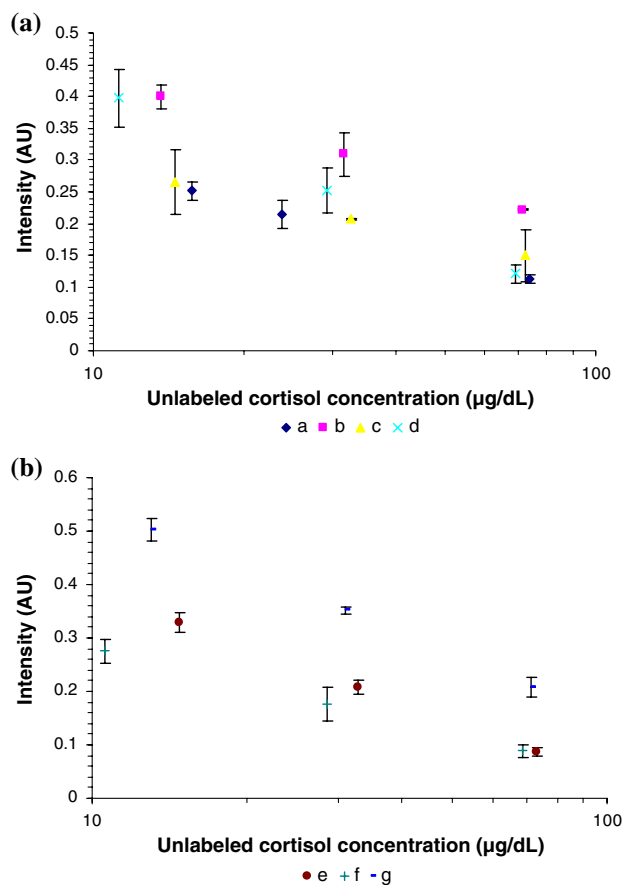 (a)
0.5
0.45
0.4
0.35
0.3
0.25
0.2
0.15
0.1
0.05
0
Intensity (AU)
10 100
Unlabeled cortisol concentration (µg/dL)
a b c d
(b)
0.6
0.5
0.4
0.3
0.2
0.1
0
Intensity (AU)
10 100
Unlabeled cortisol concentration (µg/dL)
e f g